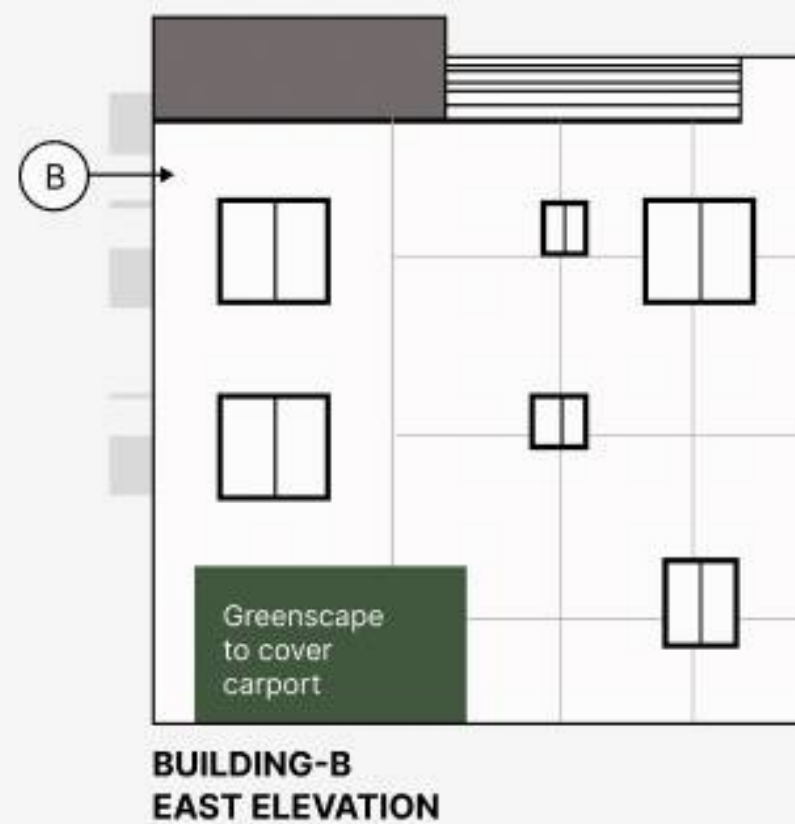 B
Greenscape
to cover
carport
BUILDING-B
EAST ELEVATION